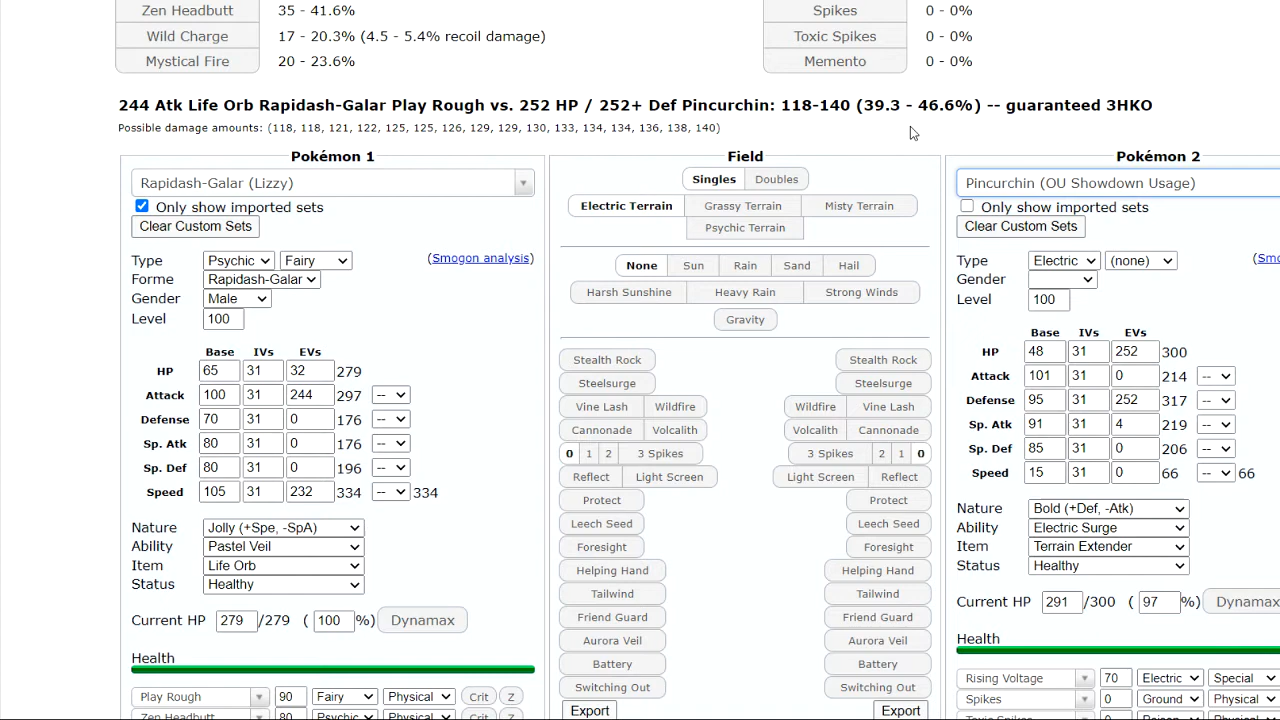 Zen Headbutt 35 - 41.6% Spikes 0 - 0%
Wild Charge 17 - 20.3% (4.5 - 5.4% recoil damage) Toxic Spikes 0 - 0%
Mystical Fire 20 - 23.6% Memento 0 - 0%
244 Atk Life Orb Rapidash-Galar Play Rough vs. 252 HP / 252+ Def Pincurchin: 118-140 (39.3 - 46.6%) -- guaranteed 3HKO
Possible damage amounts: (118, 118, 121, 122, 125, 125, 126, 129, 129, 130, 133, 134, 134, 136, 138, 140)
Pokémon 1
Rapidash-Galar (Lizzy)
Only show imported sets
Clear Custom Sets
Type Psychic Fairy (Smogon analysis)
Forme Rapidash-Galar
Gender Male
Level 100
Base IVs EVs
HP 65 31 32 279
Attack 100 31 244 297 --
Defense 70 31 0 176 --
Sp. Atk 80 31 0 176 --
Sp. Def 80 31 0 196 --
Speed 105 31 232 334 -- 334
Nature Jolly (+Spe, -SpA)
Ability Pastel Veil
Item Life Orb
Status Healthy
Current HP 279 /279 ( 100 %) Dynamax
Health
Play Rough 90 Fairy Physical Crit Z
Zen Headbutt 80 Psychic Physical Crit Z
Field
Singles Doubles
Electric Terrain Grassy Terrain Misty Terrain
Psychic Terrain
None Sun Rain Sand Hail
Harsh Sunshine Heavy Rain Strong Winds
Gravity
Stealth Rock Stealth Rock
Steelsurge Steelsurge
Vine Lash Wildfire Wildfire Vine Lash
Cannonade Volcalith Volcalith Cannonade
0 1 2 3 Spikes 3 Spikes 2 1 0
Reflect Light Screen Light Screen Reflect
Protect Protect
Leech Seed Leech Seed
Foresight Foresight
Helping Hand Helping Hand
Tailwind Tailwind
Friend Guard Friend Guard
Aurora Veil Aurora Veil
Battery Battery
Switching Out Switching Out
Export Export
Pokémon 2
Pincurchin (OU Showdown Usage)
Only show imported sets
Clear Custom Sets
Type Electric (none) (Smo
Gender
Level 100
Base IVs EVs
HP 48 31 252 300
Attack 101 31 0 214 --
Defense 95 31 252 317 --
Sp. Atk 91 31 4 219 --
Sp. Def 85 31 0 206 --
Speed 15 31 0 66 -- 66
Nature Bold (+Def, -Atk)
Ability Electric Surge
Item Terrain Extender
Status Healthy
Current HP 291 /300 ( 97 %) Dynamax
Health
Rising Voltage 70 Electric Special
Spikes 0 Ground Physical